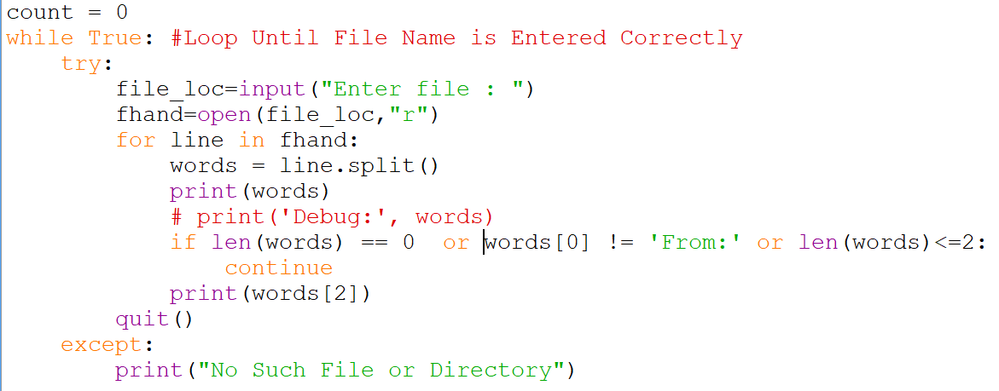 count = 0
while True: #Loop Until File Name is Entered Correctly
    try:
        file_loc=input("Enter file : ")
        fhand=open(file_loc,"r")
        for line in fhand:
            words = line.split()
            print(words)
            # print('Debug:', words)
            if len(words) == 0  or words[0] != 'From:' or len(words)<=2:
                continue
            print(words[2])
        quit()
    except:
        print("No Such File or Directory")